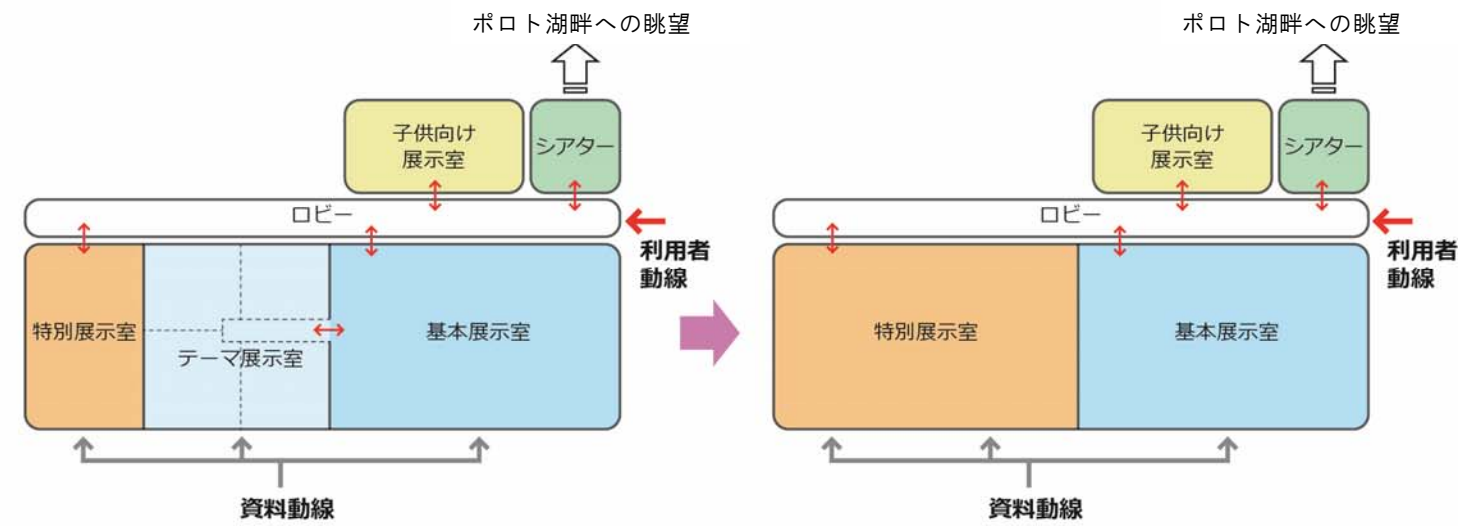 ポロト湖畔への眺望
子供向け
展示室
シアター
ロビー
利用者
動線
特別展示室
テーマ展示室
基本展示室
資料動線
ポロト湖畔への眺望
子供向け
展示室
シアター
ロビー
利用者
動線
特別展示室
基本展示室
資料動線